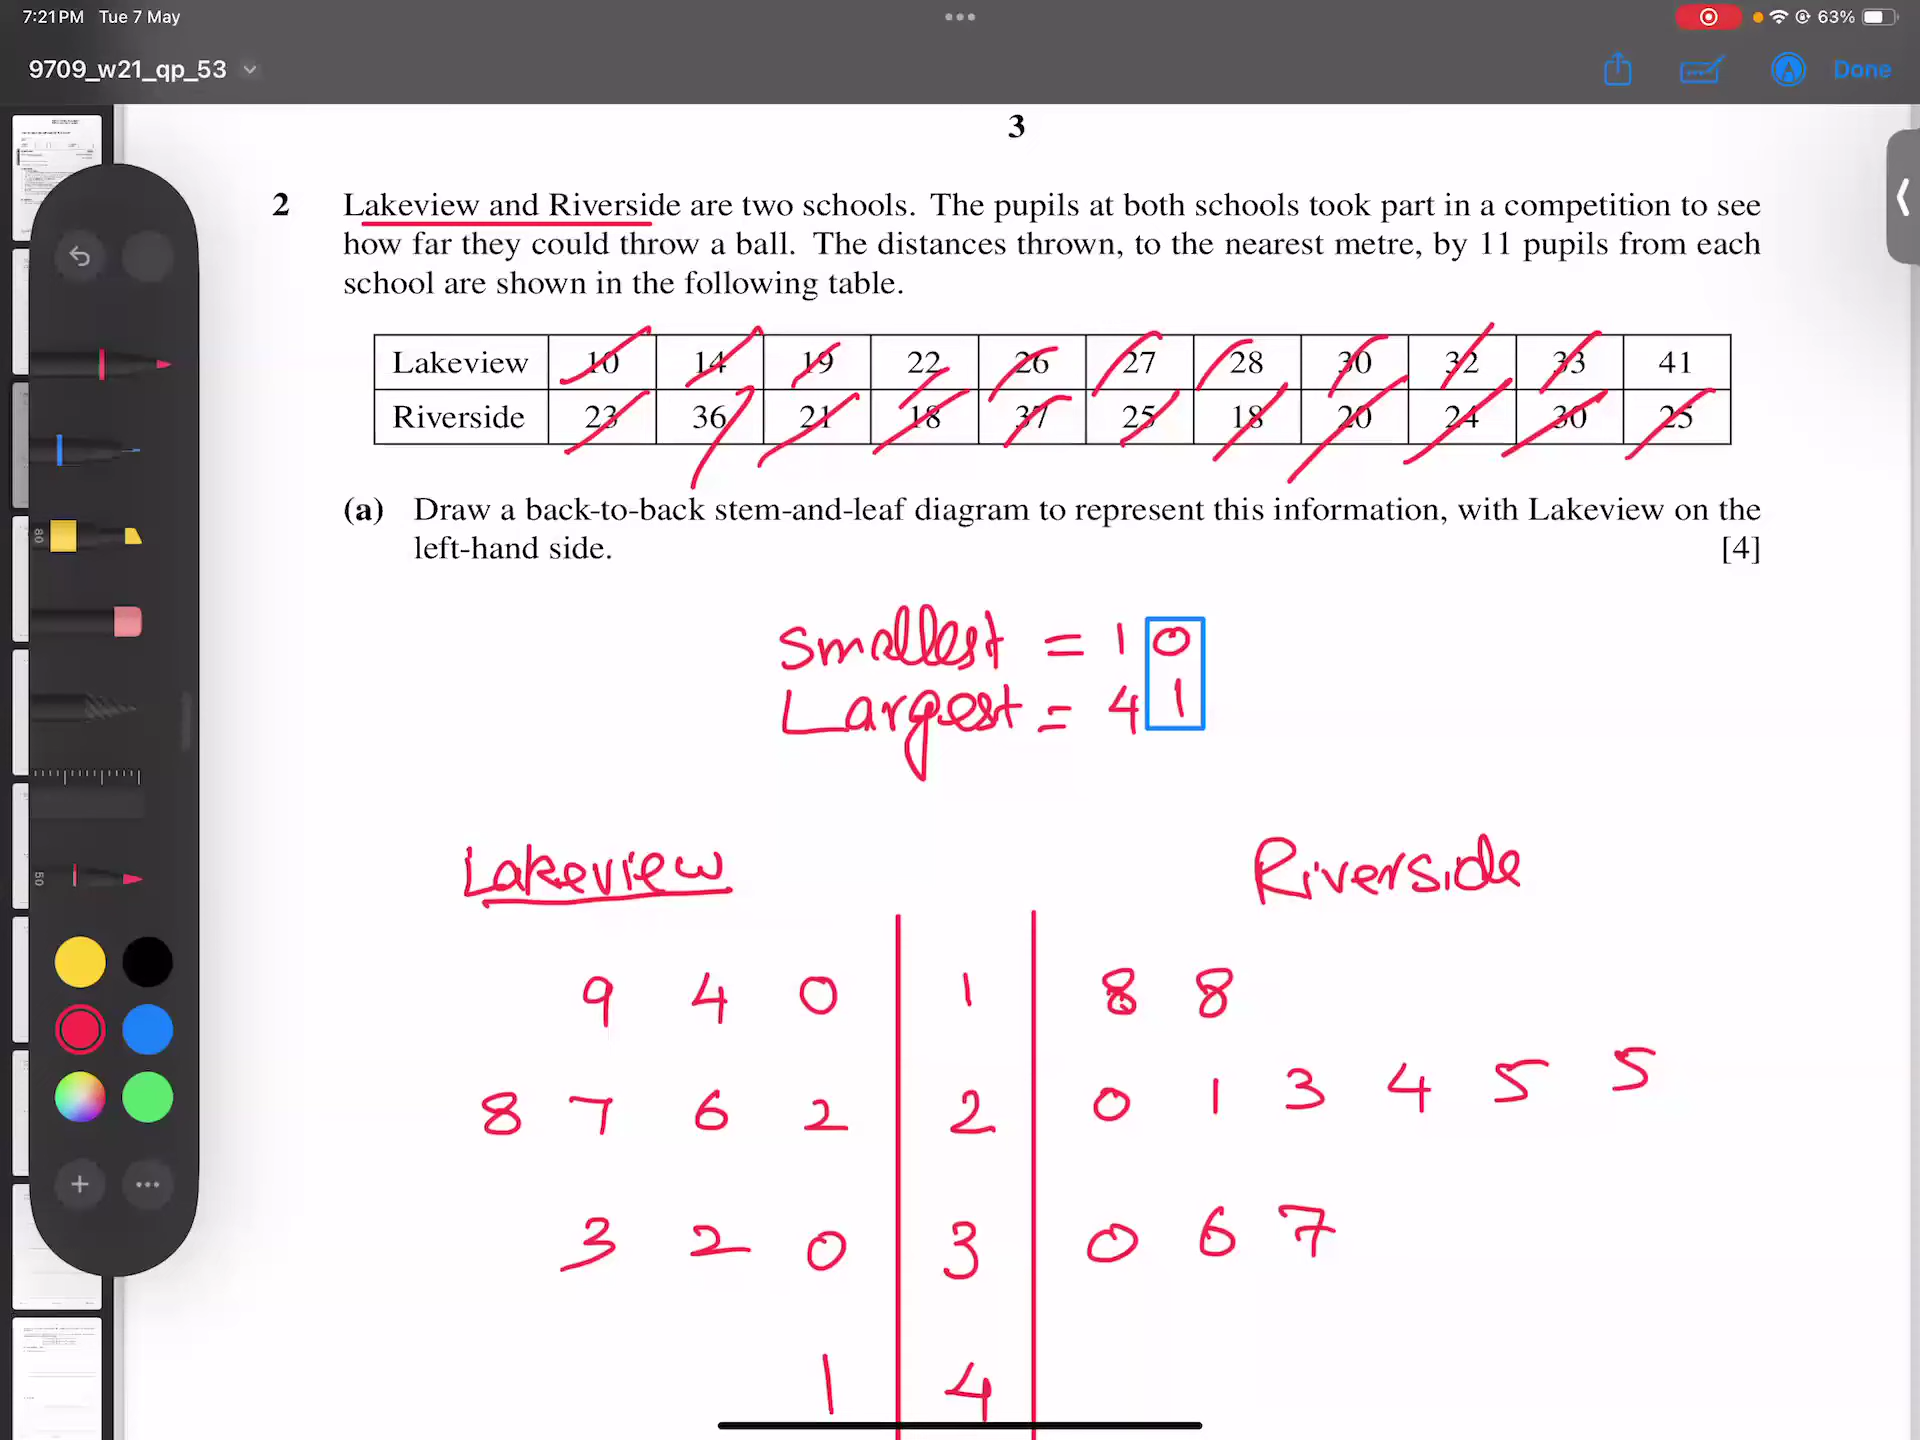 7:21PM Tue 7 May
63%
9709_w21_qp_53
Done
3
2 Lakeview and Riverside are two schools. The pupils at both schools took part in a competition to see
how far they could throw a ball. The distances thrown, to the nearest metre, by 11 pupils from each
school are shown in the following table.
Lakeview 10 14 19 22 26 27 28 30 32 33 41
Riverside 23 36 21 18 37 25 18 20 24 30 25
(a) Draw a back-to-back stem-and-leaf diagram to represent this information, with Lakeview on the
left-hand side. [4]
Smallest = 10
Largest = 41
Lakeview Riverside
9 4 0 1 8 8
8 7 6 2 2 0 1 3 4 5 5
3 2 0 3 0 6 7
1 4
80
50